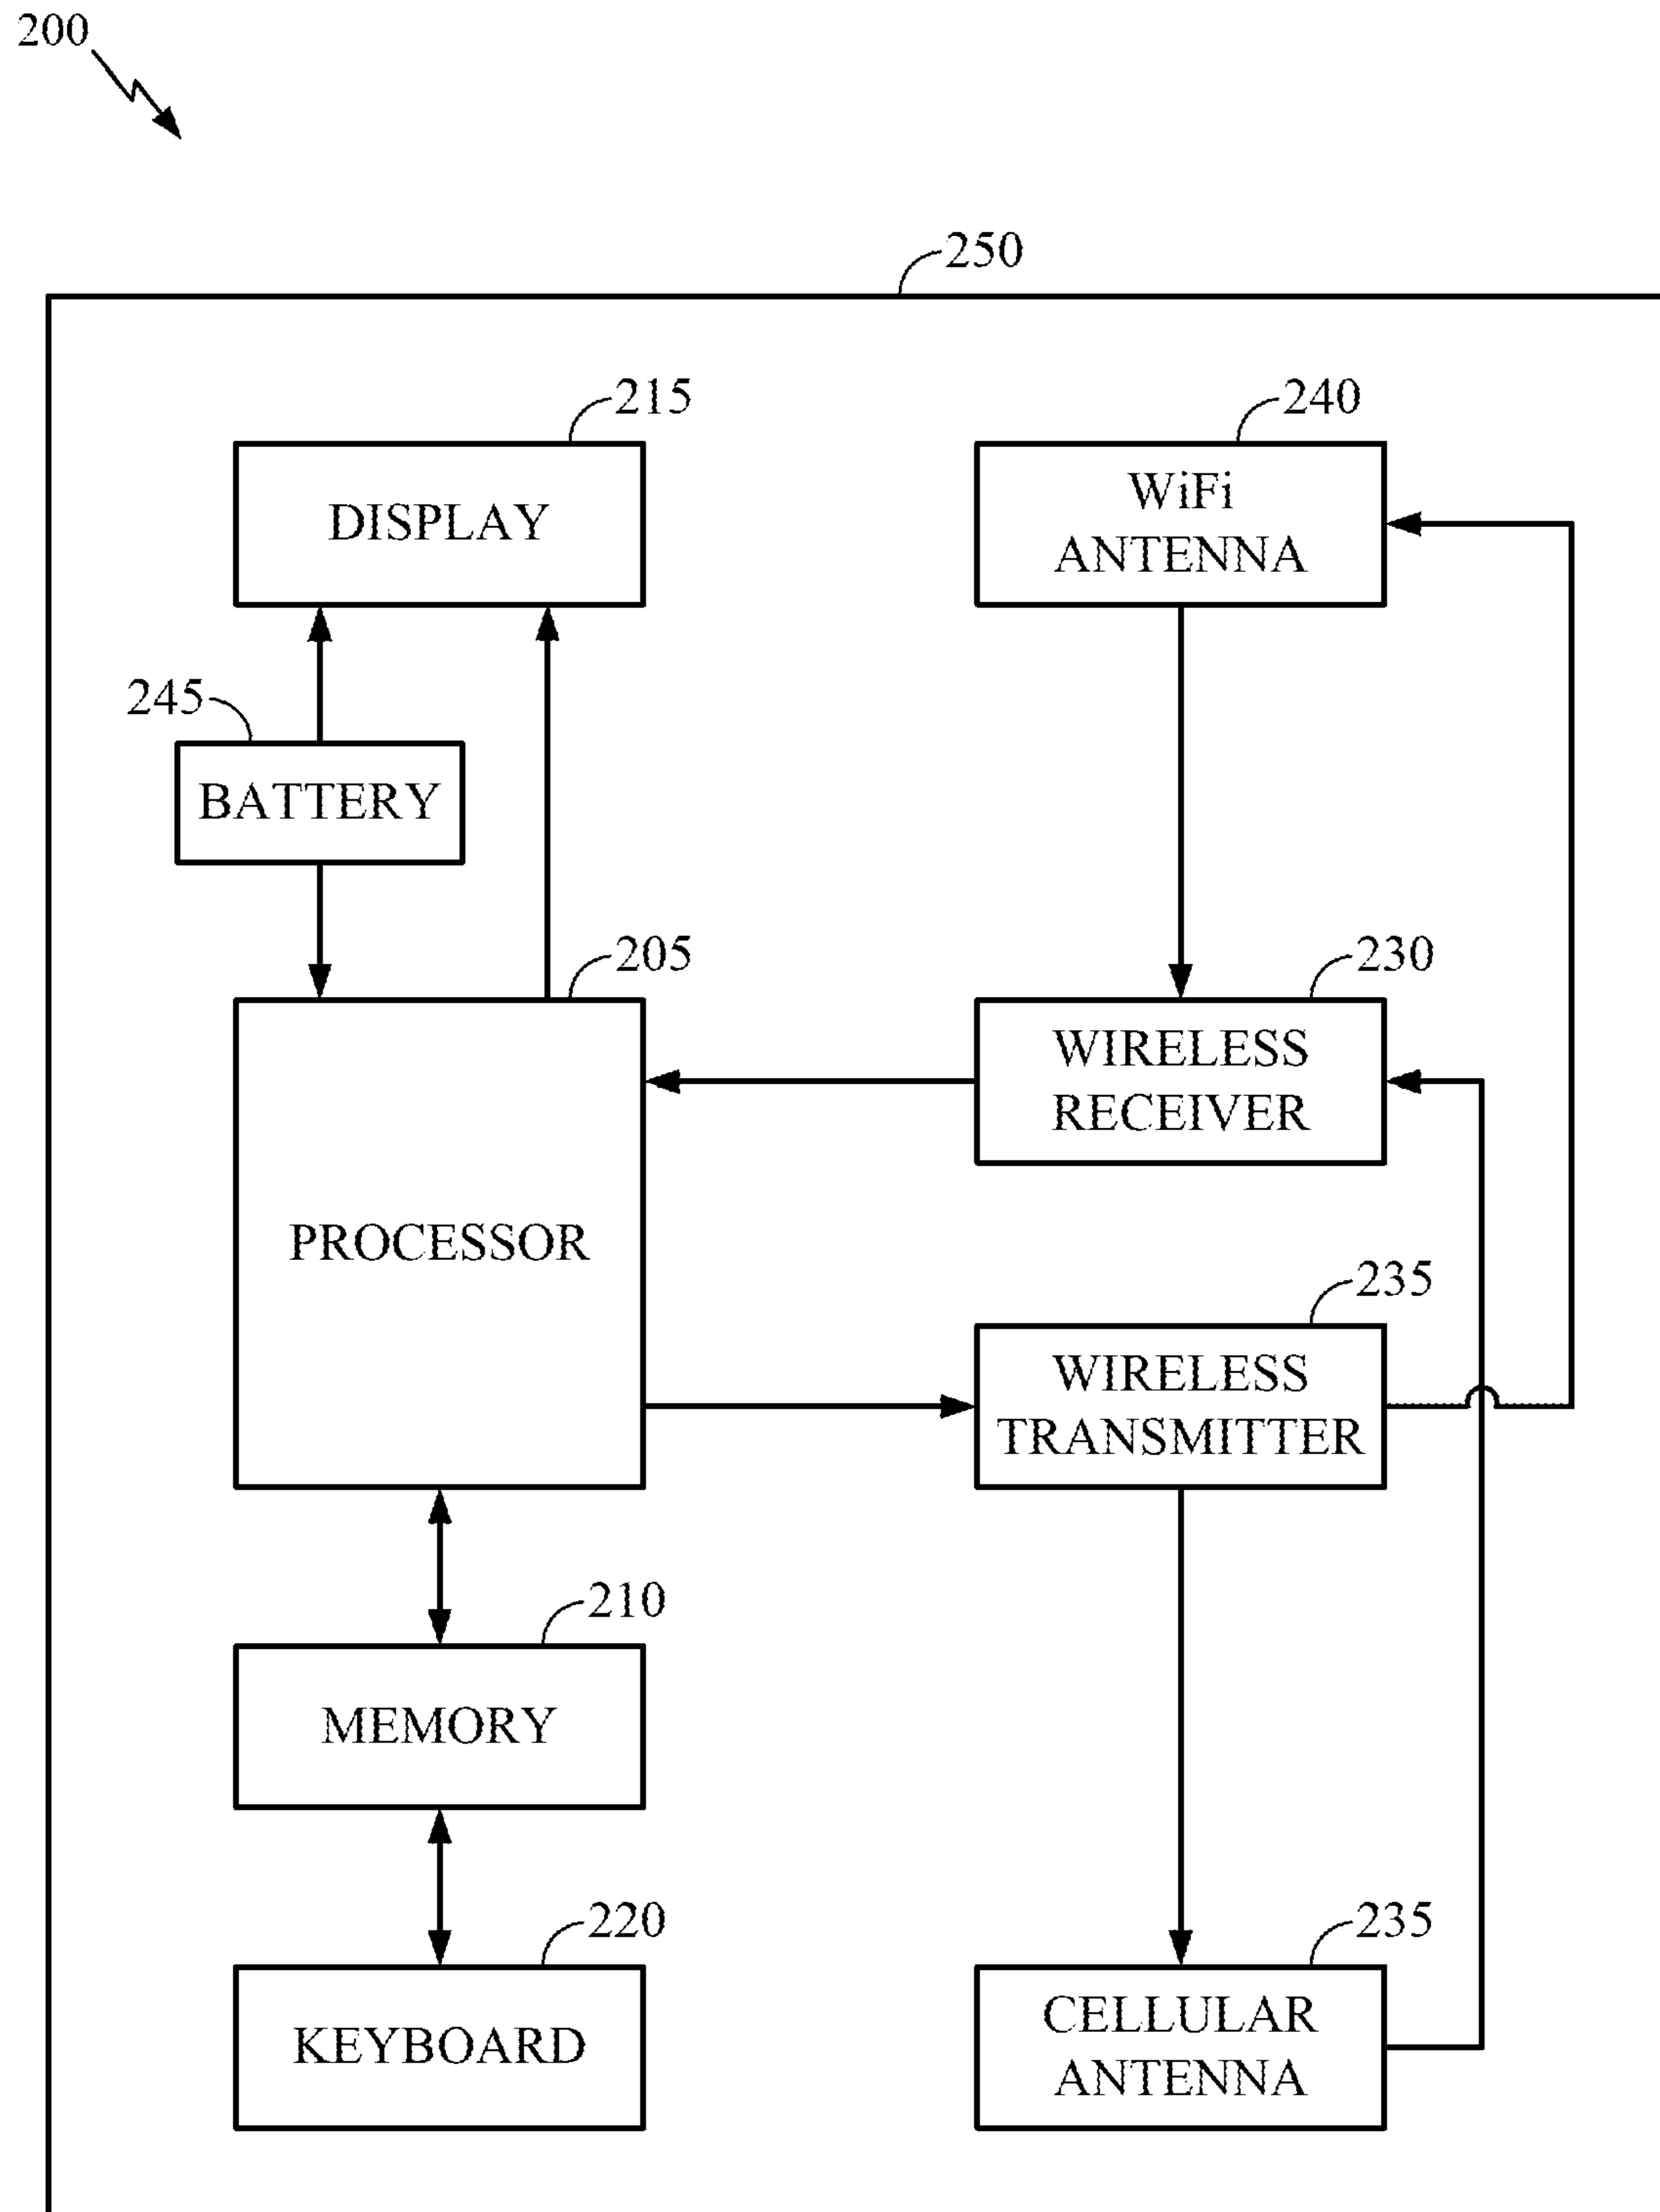 200
250
215
240
DISPLAY
WiFi
ANTENNA
245
BATTERY
205
230
WIRELESS
RECEIVER
PROCESSOR
235
WIRELESS
TRANSMITTER
210
MEMORY
220
235
KEYBOARD
CELLULAR
ANTENNA